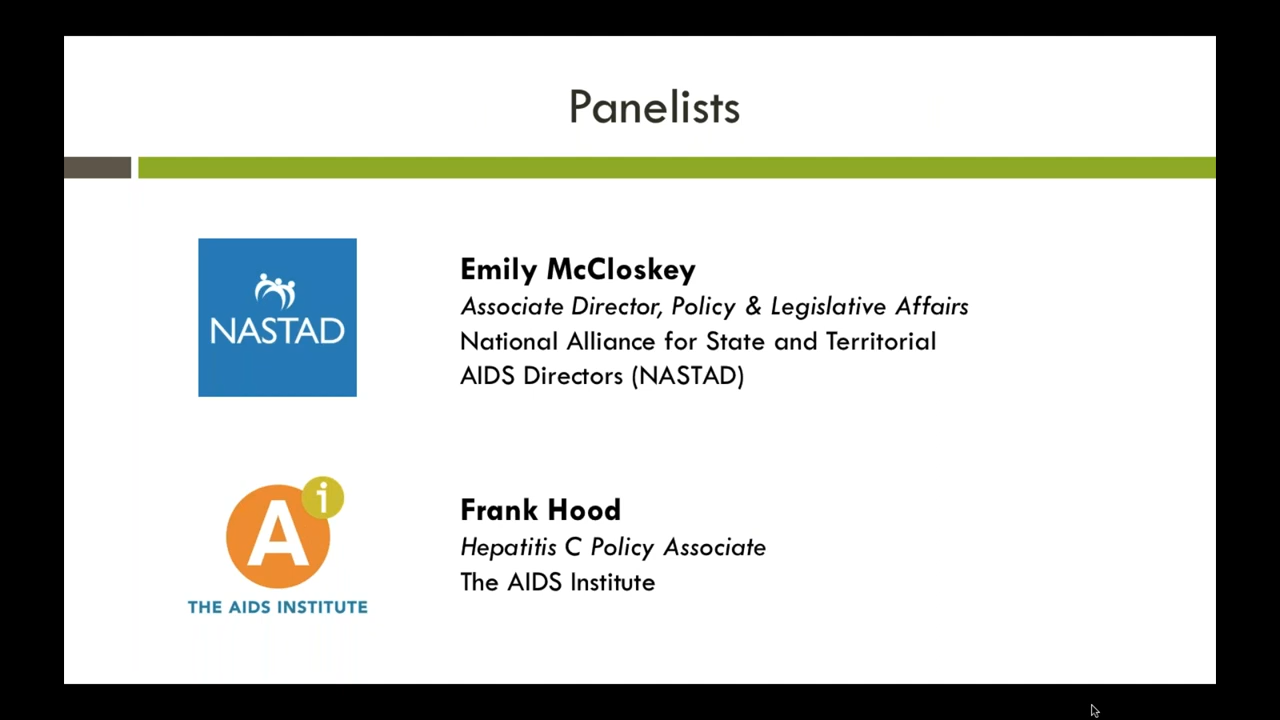 Panelists
NASTAD
Emily McCloskey
Associate Director, Policy & Legislative Affairs
National Alliance for State and Territorial
AIDS Directors (NASTAD)
A i
THE AIDS INSTITUTE
Frank Hood
Hepatitis C Policy Associate
The AIDS Institute